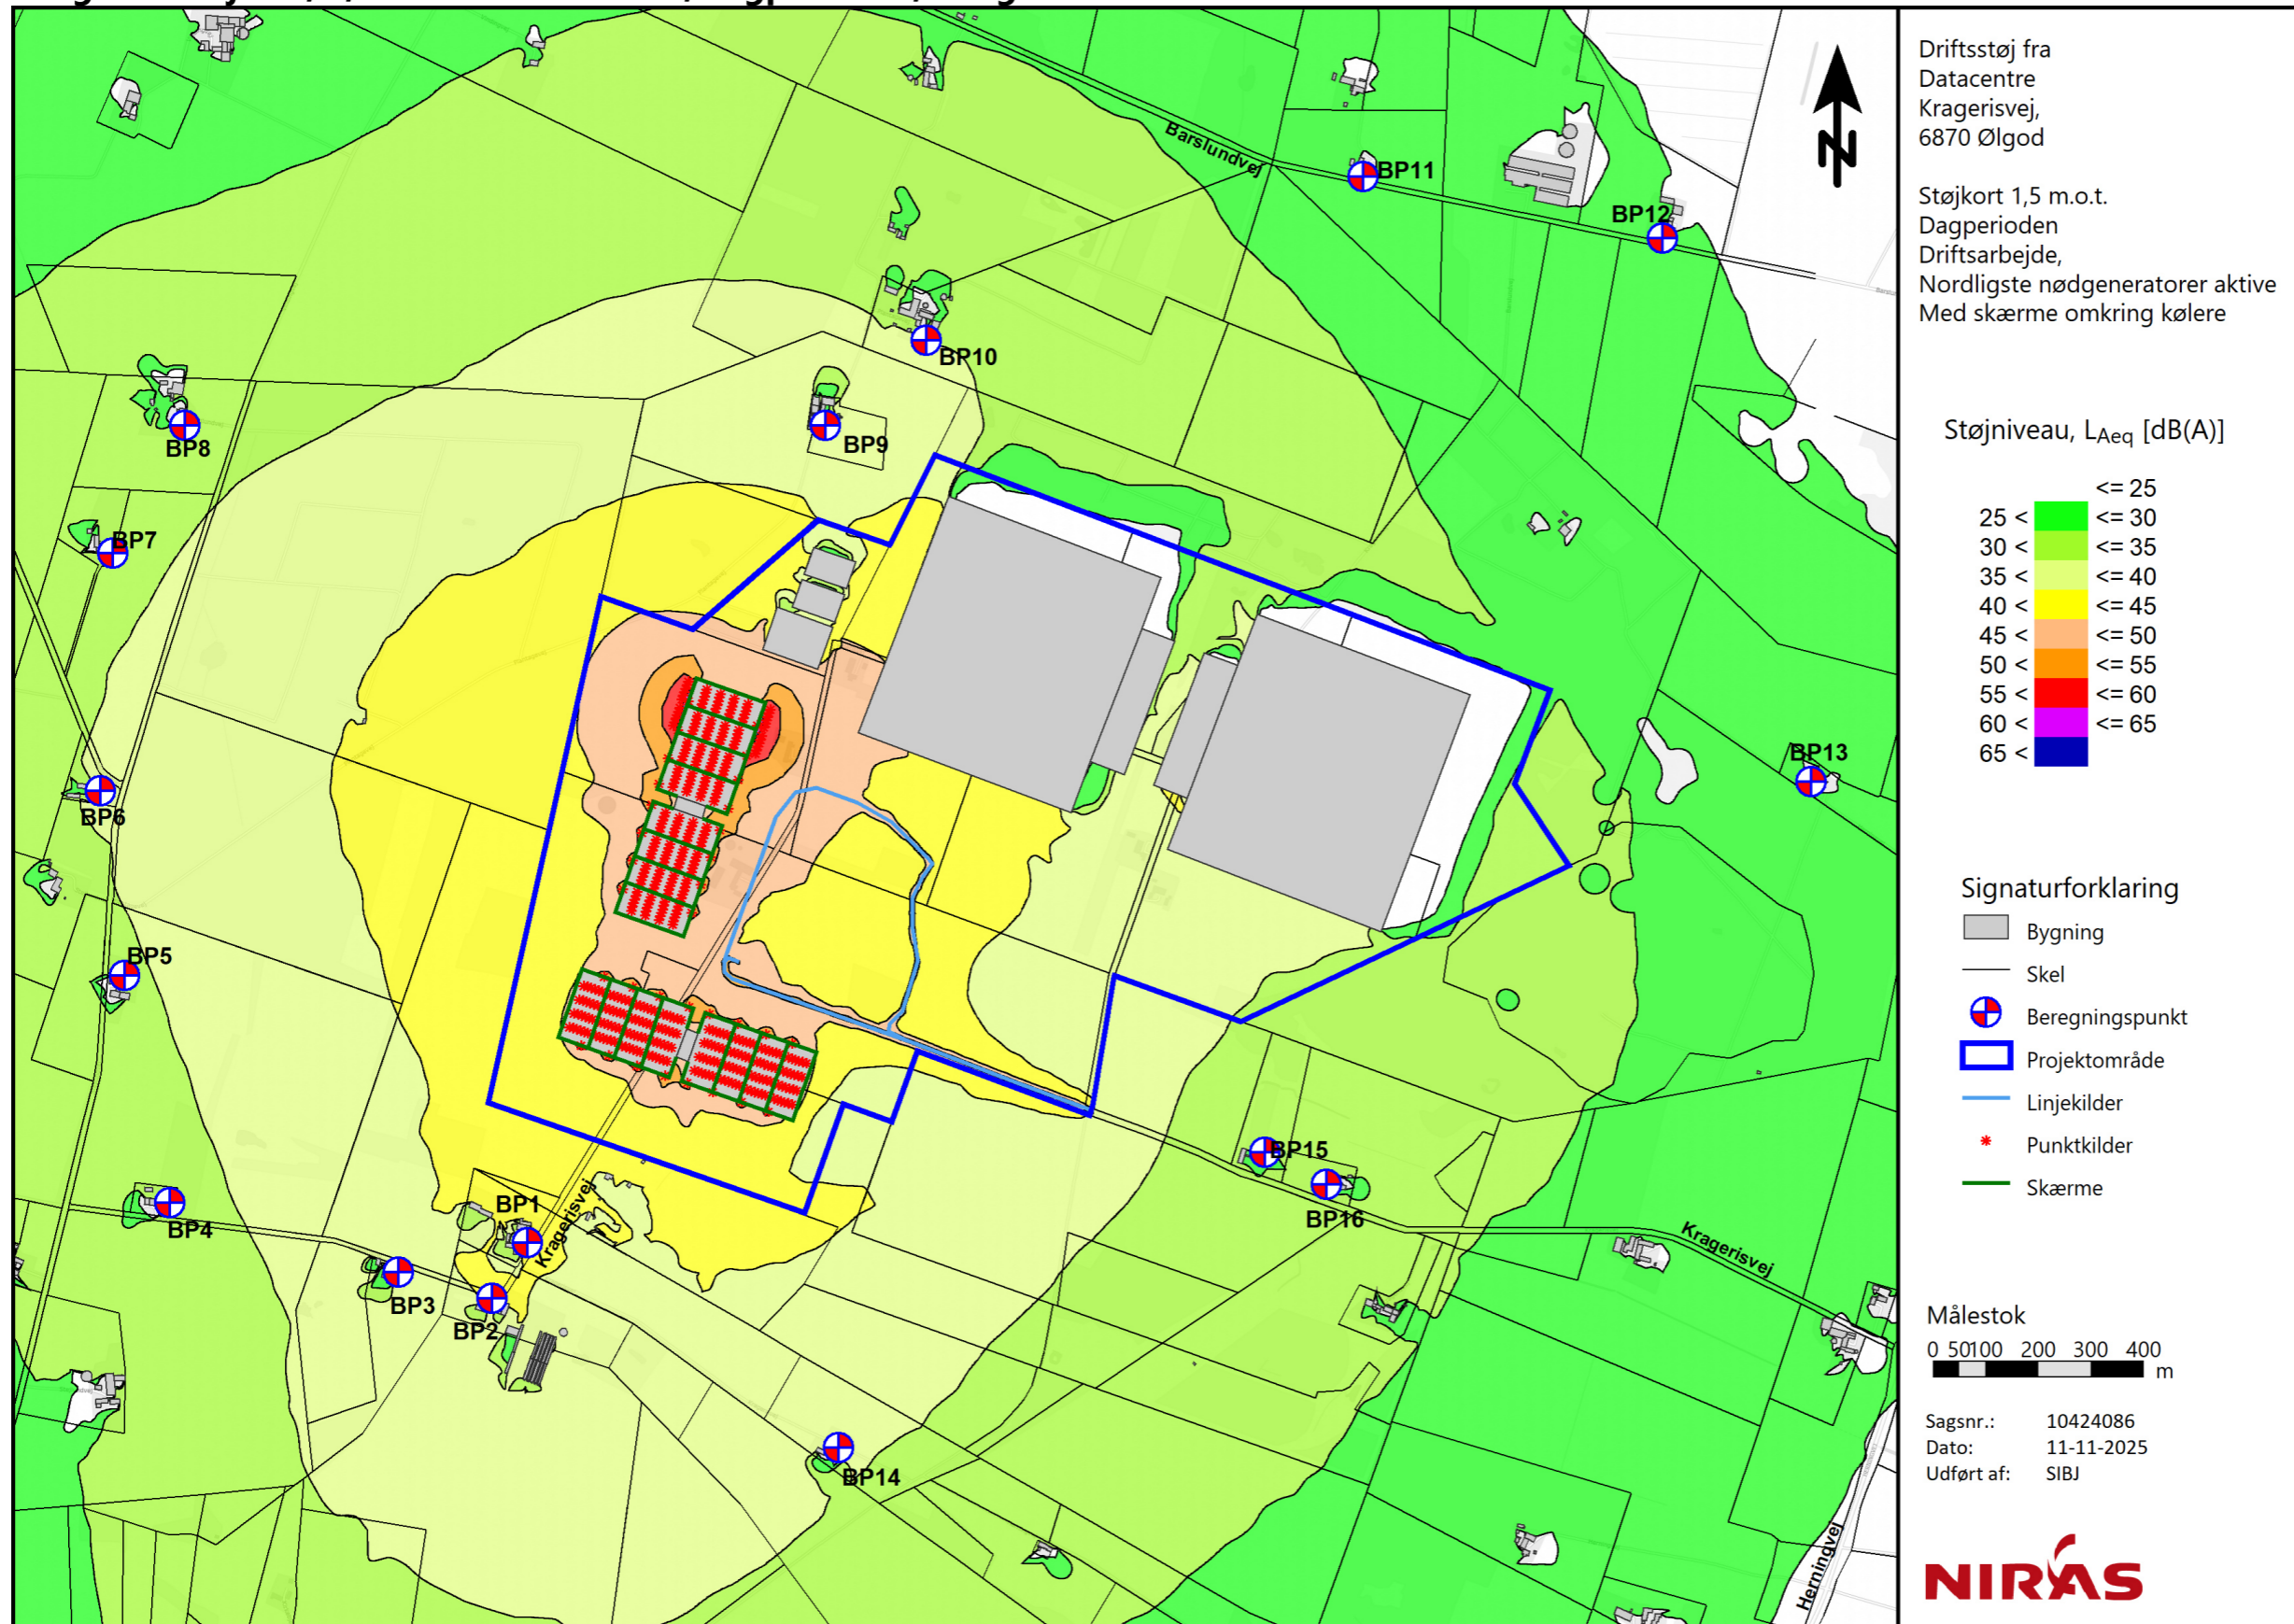 Driftsstøj fra
Datacentre
Kragerisvej,
6870 Ølgod
Støjkort 1,5 m.o.t.
Dagperioden
Driftsarbejde,
Nordligste nødgeneratorer aktive
Med skærme omkring kølere
Støjniveau, LAeq [dB(A)]
<= 25
25 < <= 30
30 < <= 35
35 < <= 40
40 < <= 45
45 < <= 50
50 < <= 55
55 < <= 60
60 < <= 65
65 <
Signaturforklaring
Bygning
Skel
Beregningspunkt
Projektområde
Linjekilder
Punktkilder
Skærme
Målestok
0 50 100 200 300 400
m
Sagsnr.: 10424086
Dato: 11-11-2025
Udført af: SIBJ
NIRAS
N
Barslundvej
BP11
BP12
BP10
BP9
BP8
BP7
BP13
BP6
BP5
BP15
BP16
BP1
Kragerisvej
BP4
Kragerisvej
BP3
BP2
BP14
Herningvej